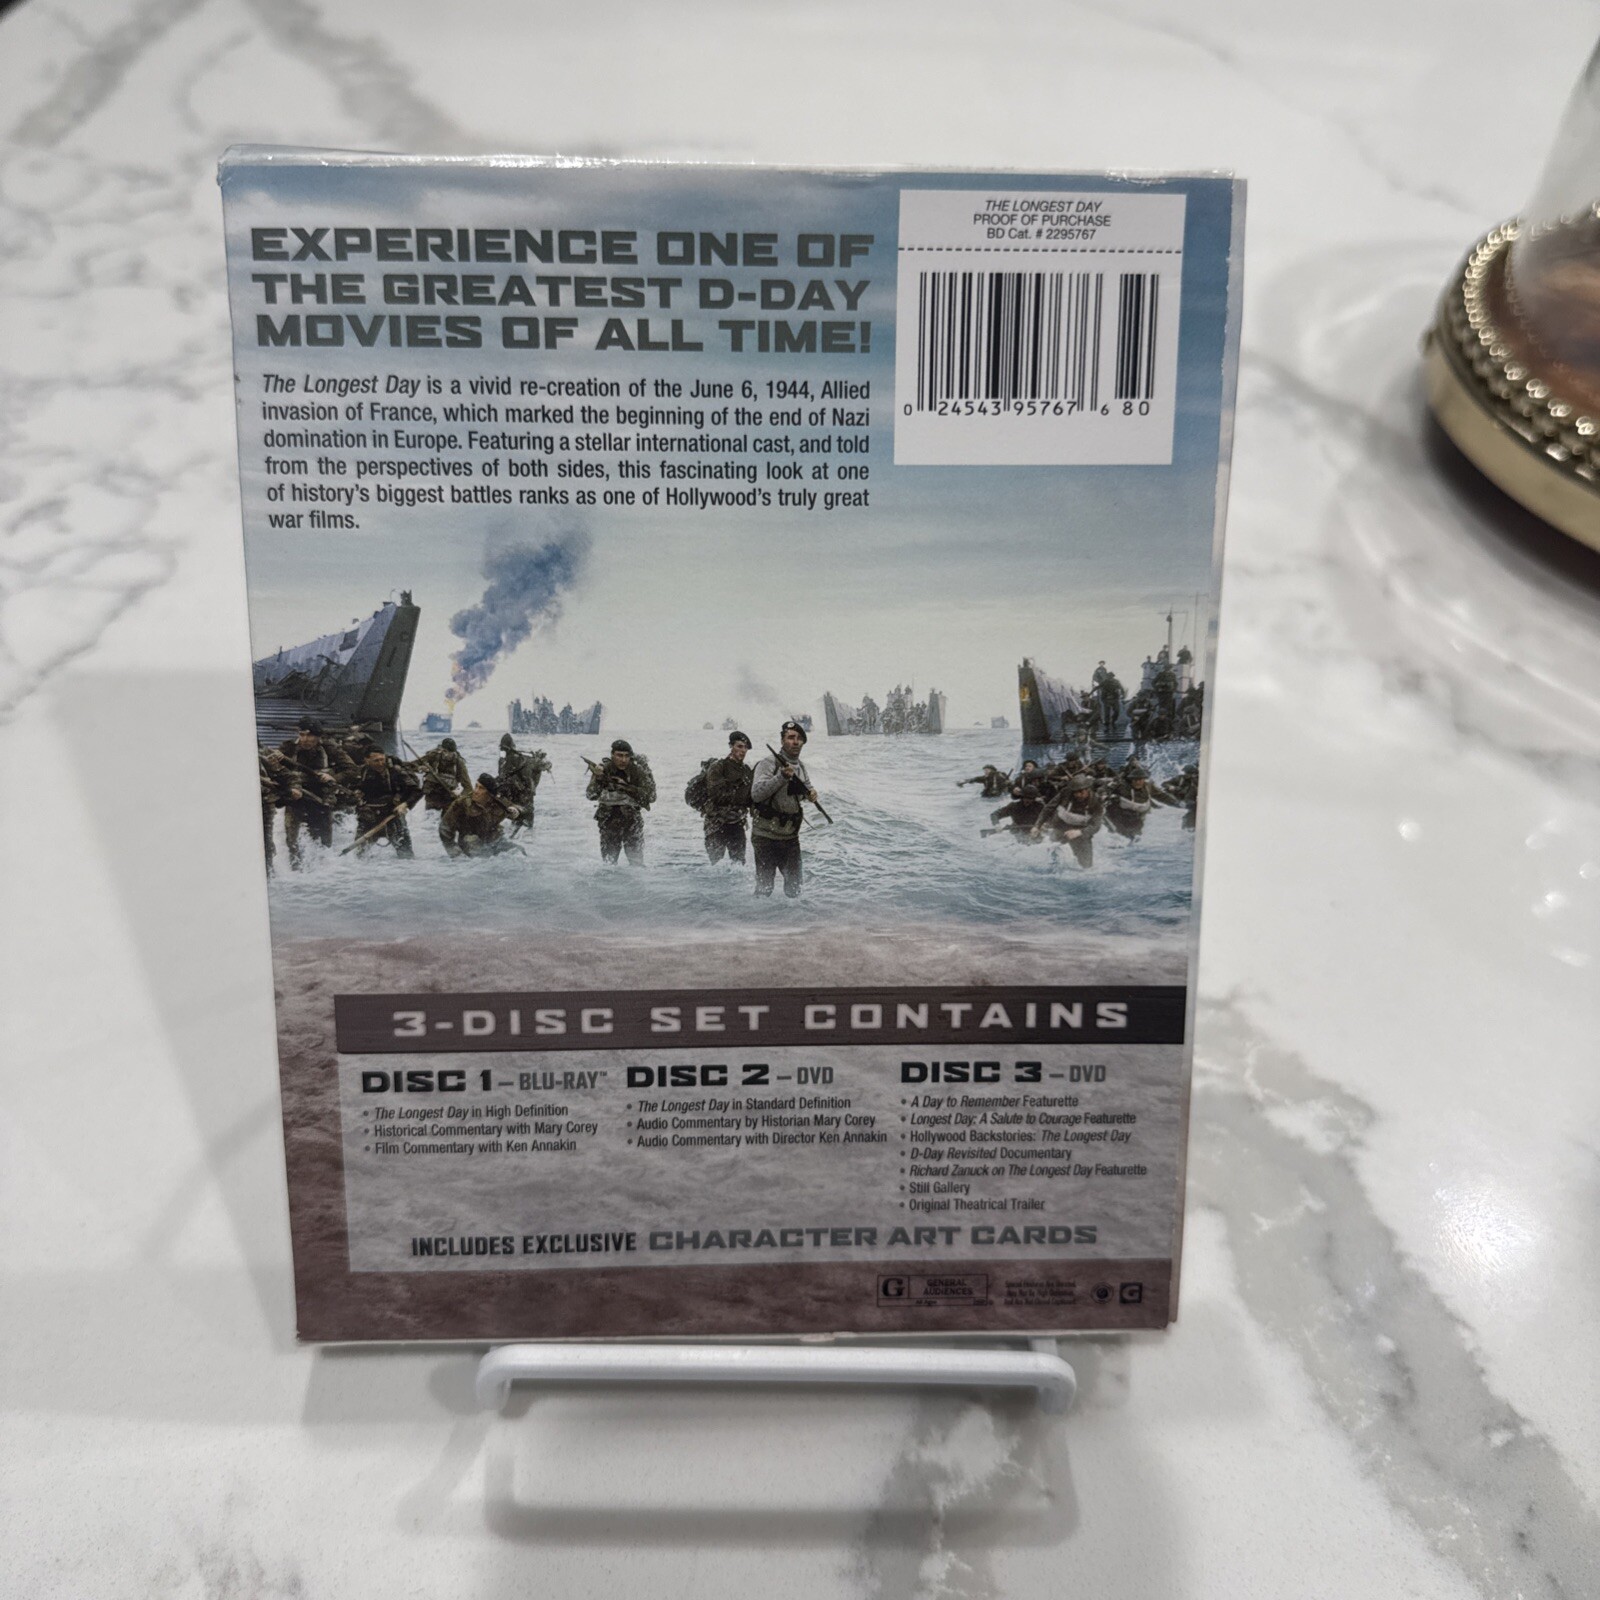 EXPERIENCE ONE OF
THE GREATEST D-DAY
MOVIES OF ALL TIME!
The Longest Day is a vivid re-creation of the June 6, 1944, Allied
invasion of France, which marked the beginning of the end of Nazi
domination in Europe. Featuring a stellar international cast, and told
from the perspectives of both sides, this fascinating look at one
of history's biggest battles ranks as one of Hollywood's truly great
war films.
THE LONGEST DAY
PROOF OF PURCHASE
BD Cat. # 2295767
0 24543 95767 6 80
3-DISC SET CONTAINS
DISC 1 – BLU-RAY™
• The Longest Day in High Definition
• Historical Commentary with Mary Corey
• Film Commentary with Ken Annakin
DISC 2 – DVD
• The Longest Day in Standard Definition
• Audio Commentary by Historian Mary Corey
• Audio Commentary with Director Ken Annakin
DISC 3 – DVD
• A Day to Remember Featurette
• Longest Day: A Salute to Courage Featurette
• Hollywood Backstories: The Longest Day
• D-Day Revisited Documentary
• Richard Zanuck on The Longest Day Featurette
• Still Gallery
• Original Theatrical Trailer
INCLUDES EXCLUSIVE CHARACTER ART CARDS
G GENERAL
AUDIENCES
G